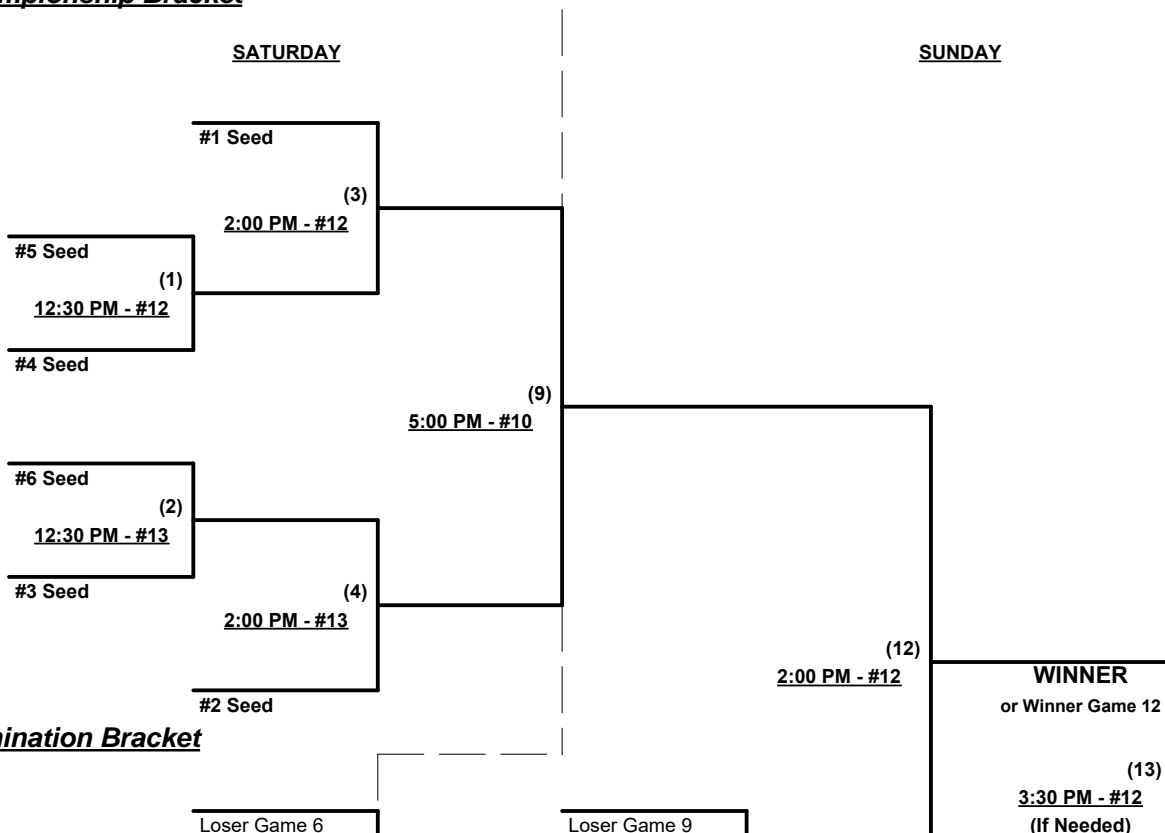 Bracket
SATURDAY
SUNDAY
#1 Seed
(3)
2:00 PM - #12
#5 Seed
(1)
12:30 PM - #12
#4 Seed
(9)
5:00 PM - #10
#6 Seed
(2)
12:30 PM - #13
#3 Seed
(4)
2:00 PM - #13
(12)
2:00 PM - #12
WINNER
#2 Seed
or Winner Game 12
Bracket
(13)
3:30 PM - #12
Loser Game 6
Loser Game 9
(If Needed)